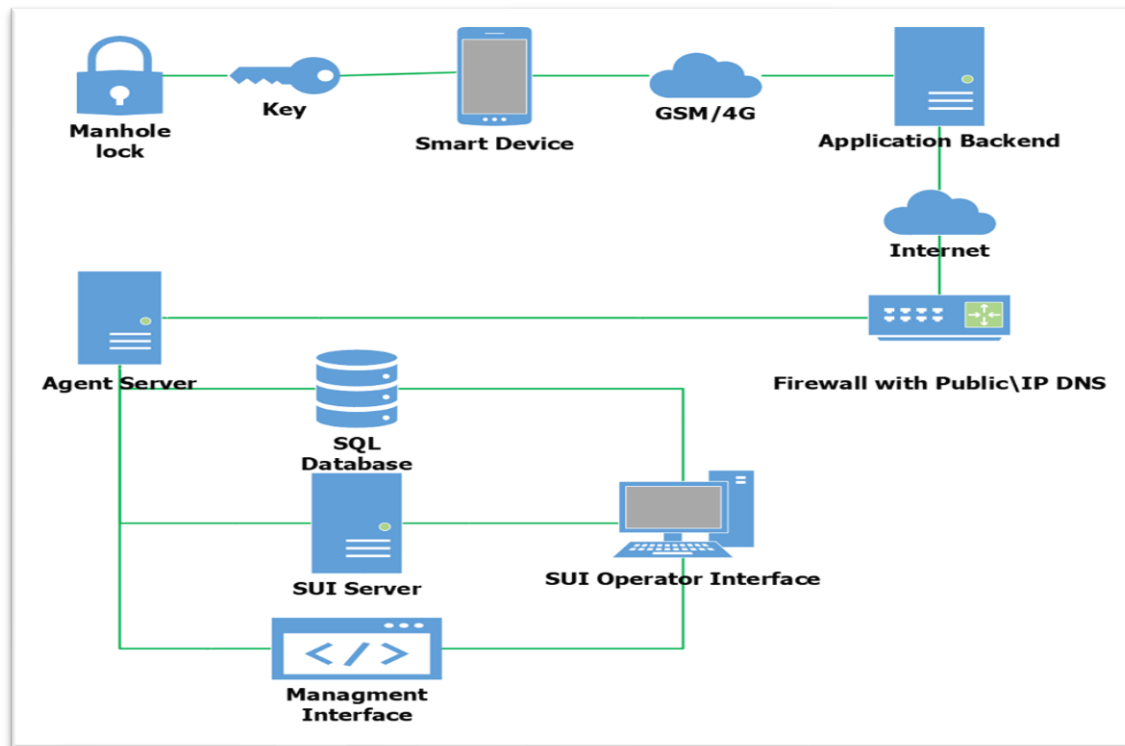 Manhole
lock
Key
Smart Device
GSM/4G
Application Backend
Internet
Agent Server
Firewall with Public\IP DNS
SQL
Database
SUI Server
SUI Operator Interface
</>
Managment
Interface